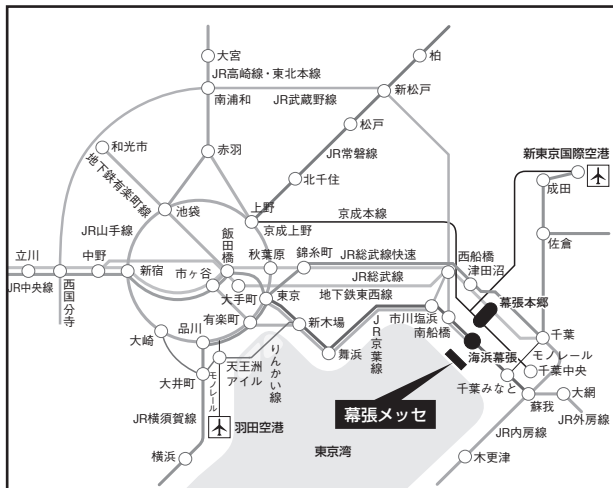 大宮
柏
JR高崎線・東北本線
新松戸
南浦和
JR武蔵野線
和光市
松戸
新東京国際空港
赤羽
JR常磐線
地下鉄有楽町線
北千住
成田
池袋
上野
京成本線
JR山手線
飯田橋
京成上野
佐倉
秋葉原
錦糸町
JR総武線快速
西船橋
立川
中野
新宿
市ヶ谷
JR総武線
津田沼
JR中央線
西国分寺
大手町
東京
地下鉄東西線
幕張本郷
有楽町
市川塩浜
品川
新木場
JR京葉線
南船橋
千葉
大崎
りんかい線
舞浜
海浜幕張
モノレール
天王洲アイル
千葉中央
大井町
モノレール
千葉みなと
大網
幕張メッセ
蘇我
JR外房線
JR横須賀線
羽田空港
JR内房線
横浜
東京湾
木更津